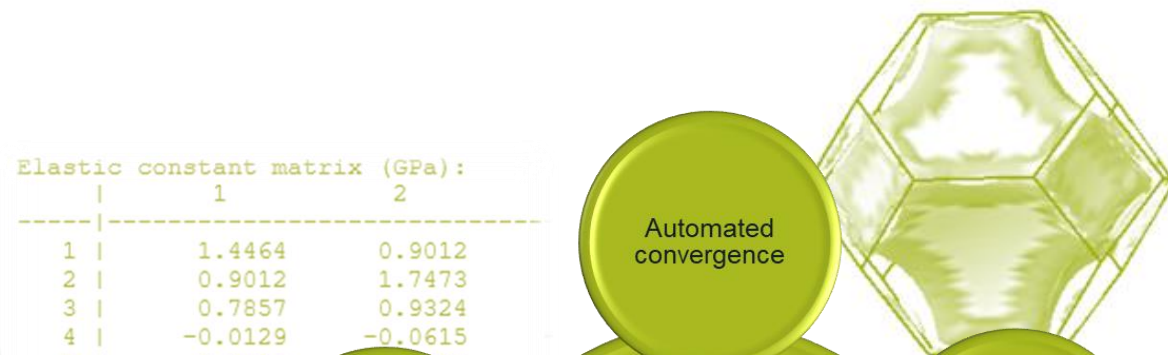 Elastic constant matrix (GPa):
| 1 2
-----|------------------------------
1 | 1.4464 0.9012
2 | 0.9012 1.7473
3 | 0.7857 0.9324
4 | -0.0129 -0.0615
Automated
convergence